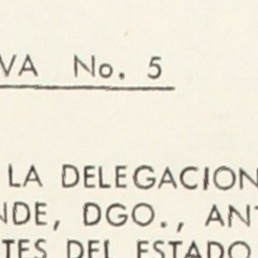 VA No. 5
LA DELEGACION
NDE, DGO., ANT
TES DEL ESTADO